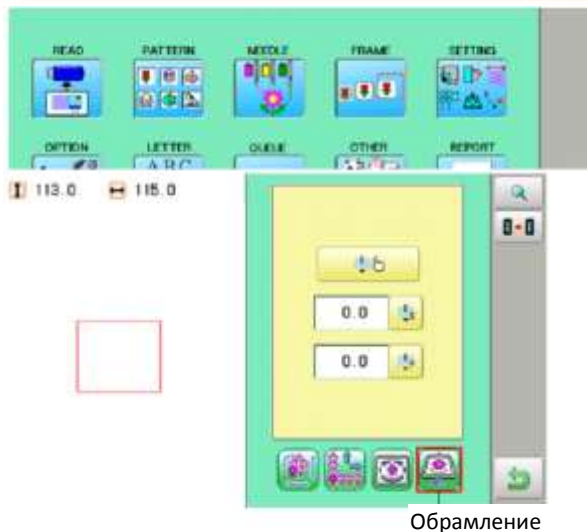 READ PATTERN NEEDLE FRAME SETTING
OPTION LETTER QUEUE OTHER REPORT
ABC
113.0 115.0
0.0
0.0
Обрамление